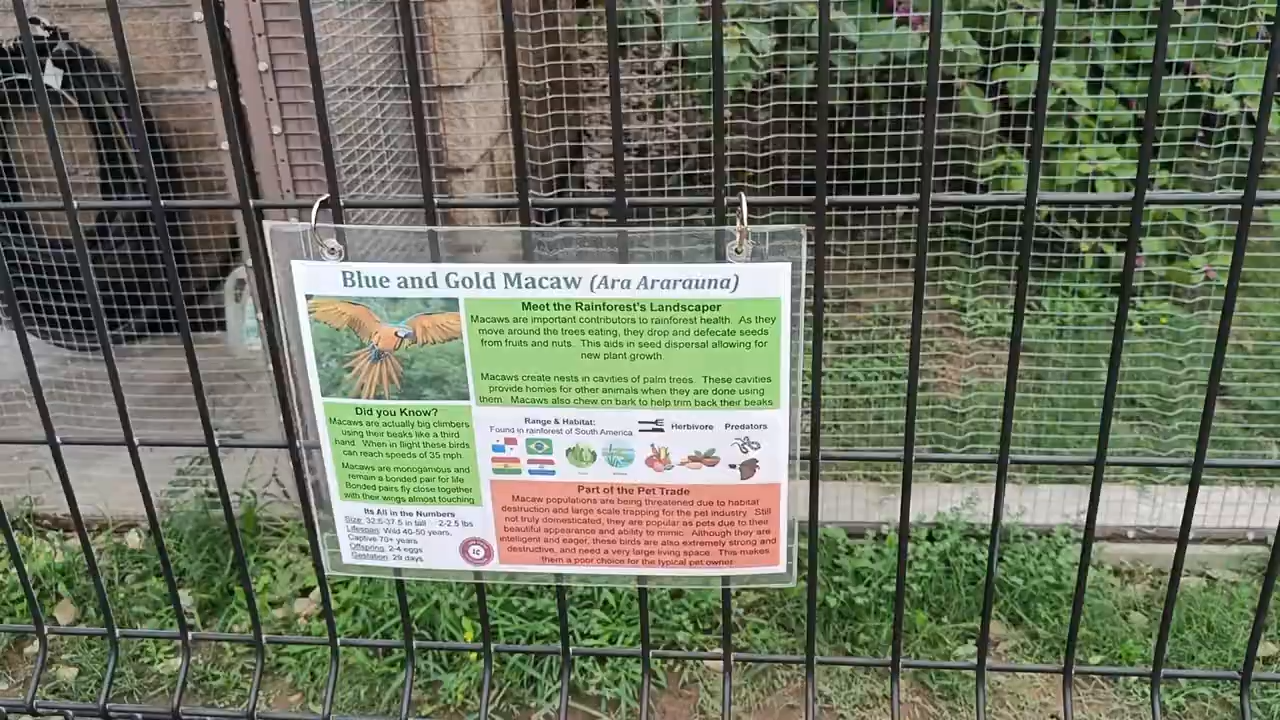 Blue and Gold Macaw (Ara Ararauna)
Meet the Rainforest's Landscaper
Macaws are important contributors to rainforest health. As they
move around the trees eating, they drop and defecate seeds
from fruits and nuts. This aids in seed dispersal allowing for
new plant growth.
Macaws create nests in cavities of palm trees. These cavities
provide homes for other animals when they are done using
them. Macaws also chew on bark to help trim back their beaks
Did you Know?
Macaws are actually big climbers
using their beaks like a third
hand. When in flight these birds
can reach speeds of 35 mph.
Macaws are monogamous and
remain a bonded pair for life
Bonded pairs fly close together
with their wings almost touching
Range & Habitat:
Found in rainforest of South America
Herbivore
Predators
Its All in the Numbers
Size: 32.5-37.5 in tall 2-2.5 lbs
Lifespan: Wild 40-50 years,
Captive 70+ years
Offspring: 2-4 eggs
Gestation: 29 days
Part of the Pet Trade
Macaw populations are being threatened due to habitat
destruction and large scale trapping for the pet industry. Still
not truly domesticated, they are popular as pets due to their
beautiful appearance and ability to mimic. Although they are
intelligent and eager, these birds are also extremely strong and
destructive, and need a very large living space. This makes
them a poor choice for the typical pet owner.